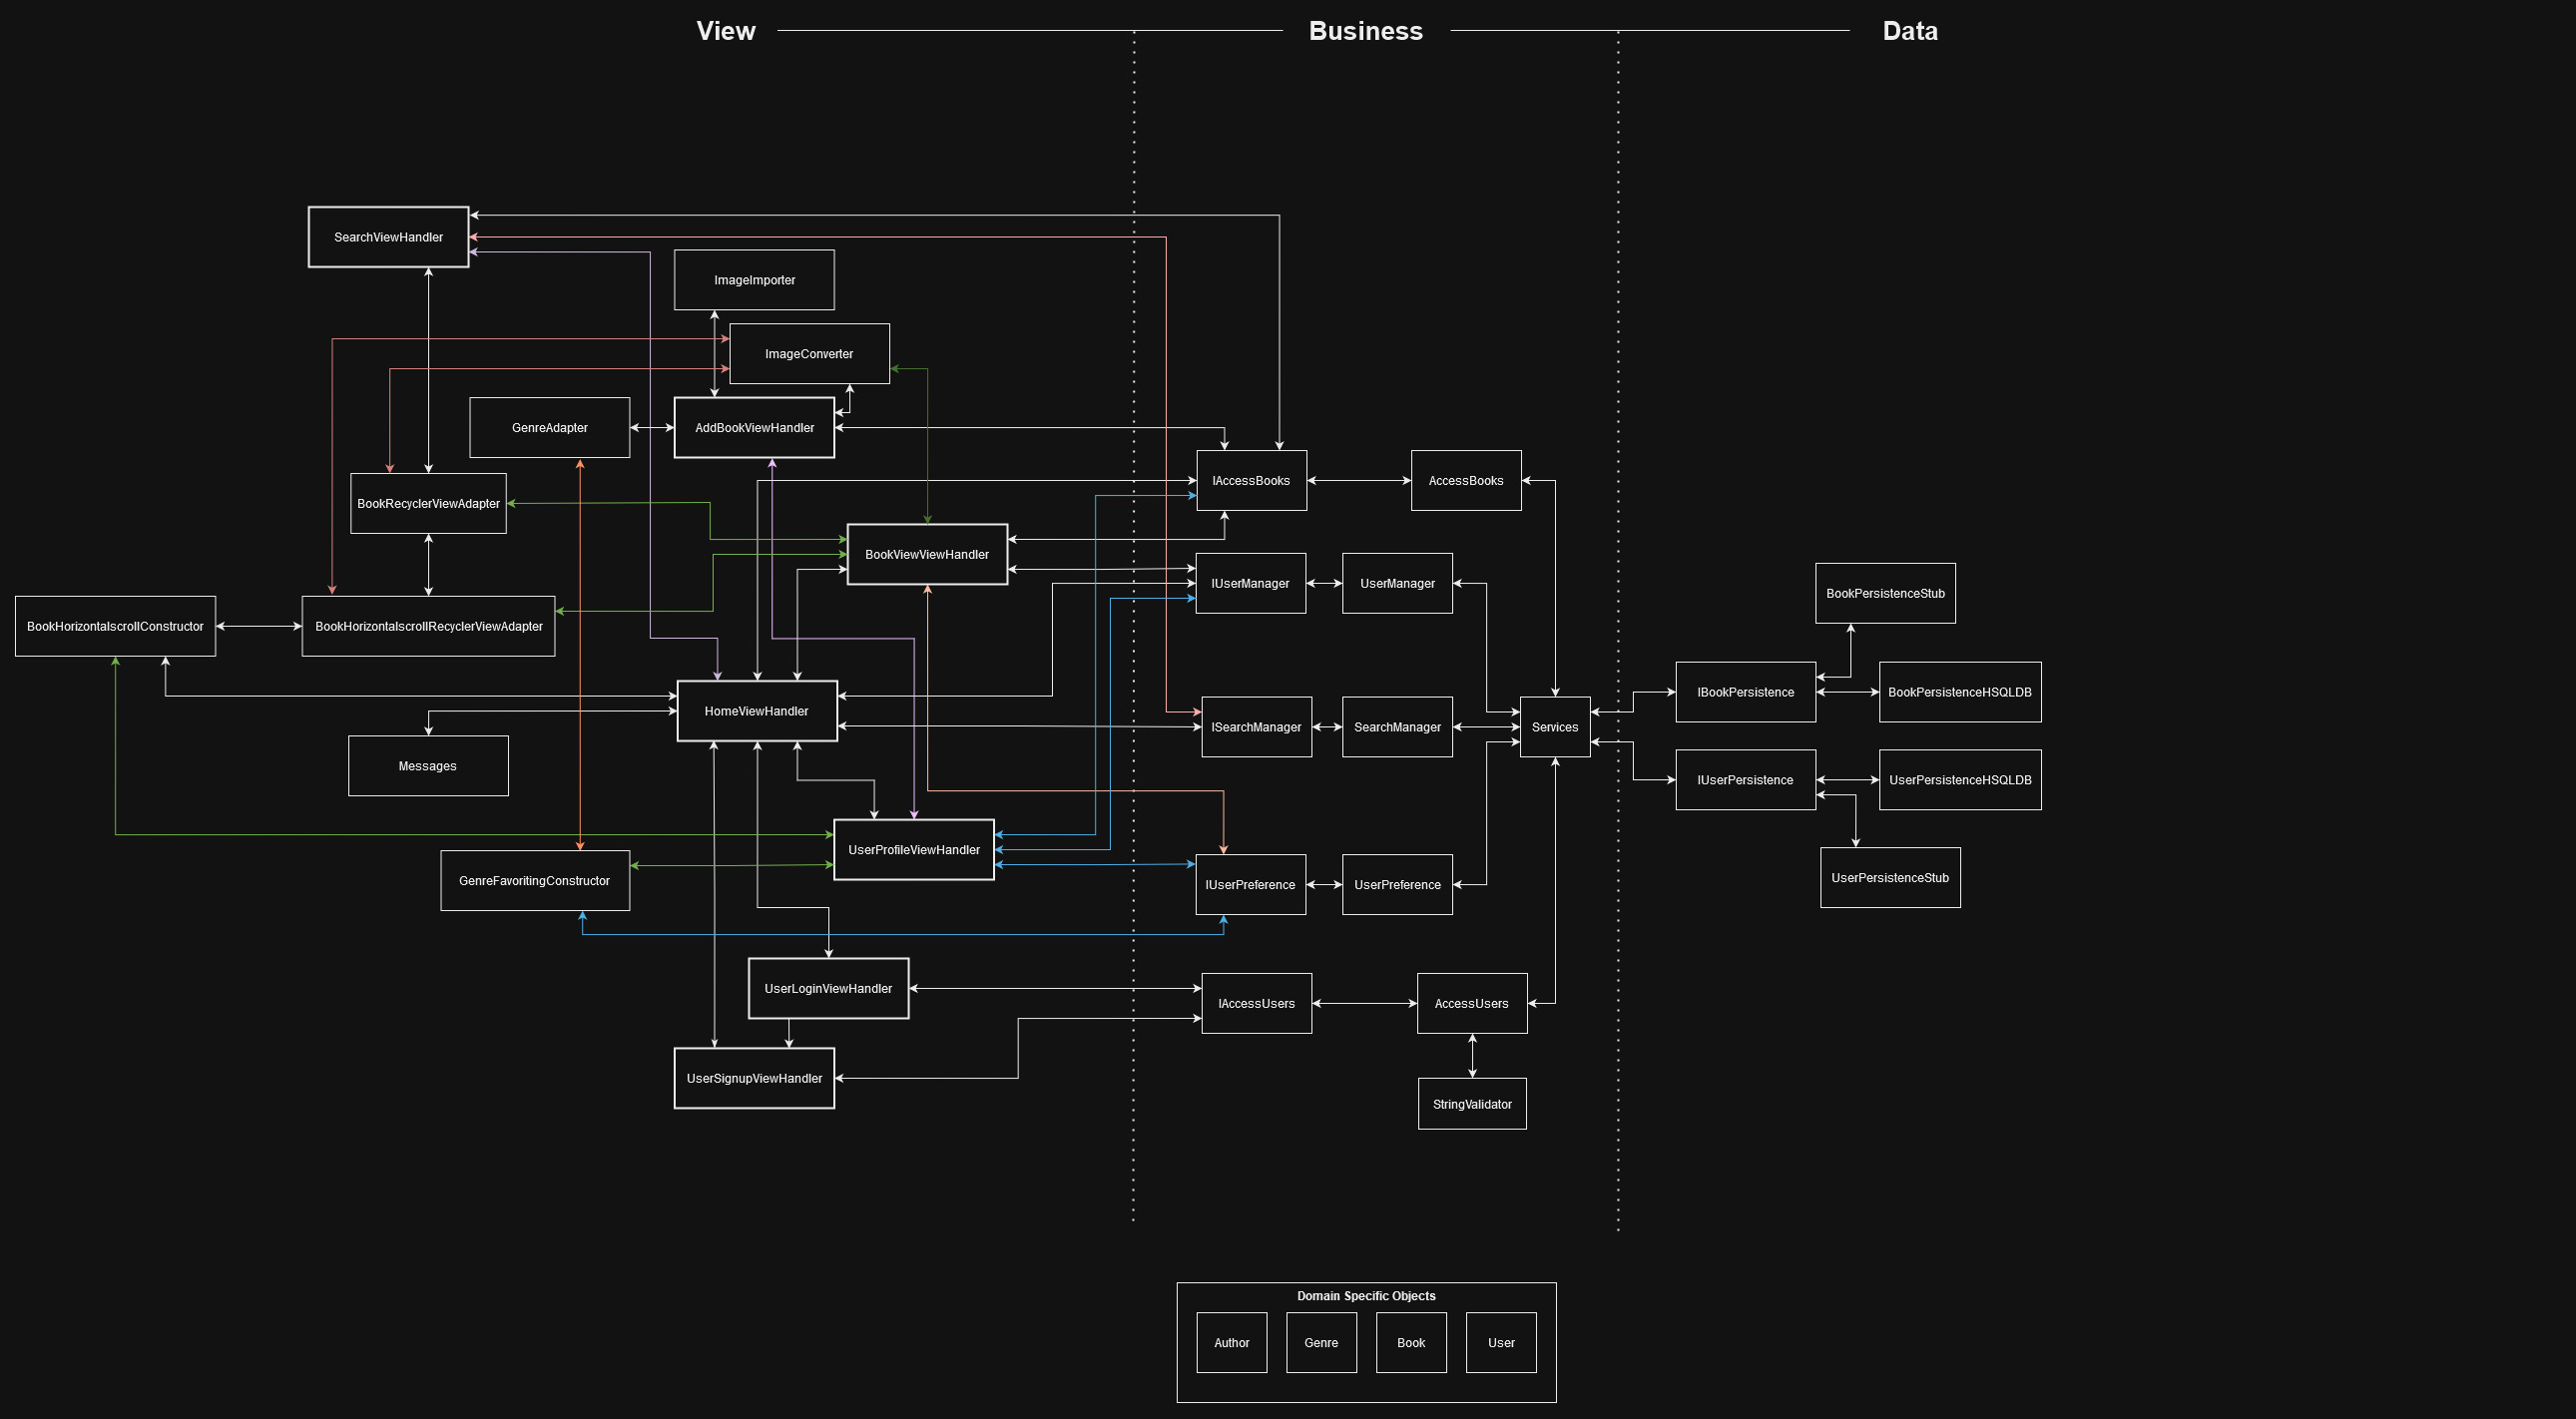 View
Business
Data
SearchViewHandler
ImageImporter
ImageConverter
GenreAdapter
AddBookViewHandler
IAccessBooks
AccessBooks
BookRecyclerViewAdapter
BookViewViewHandler
IUserManager
UserManager
BookPersistenceStub
BookHorizontalscrollConstructor
BookHorizontalscrollRecyclerViewAdapter
HomeViewHandler
ISearchManager
SearchManager
Services
IBookPersistence
BookPersistenceHSQLDB
Messages
IUserPersistence
UserPersistenceHSQLDB
UserProfileViewHandler
GenreFavoritingConstructor
IUserPreference
UserPreference
UserPersistenceStub
UserLoginViewHandler
IAccessUsers
AccessUsers
UserSignupViewHandler
StringValidator
Domain Specific Objects
Author
Genre
Book
User